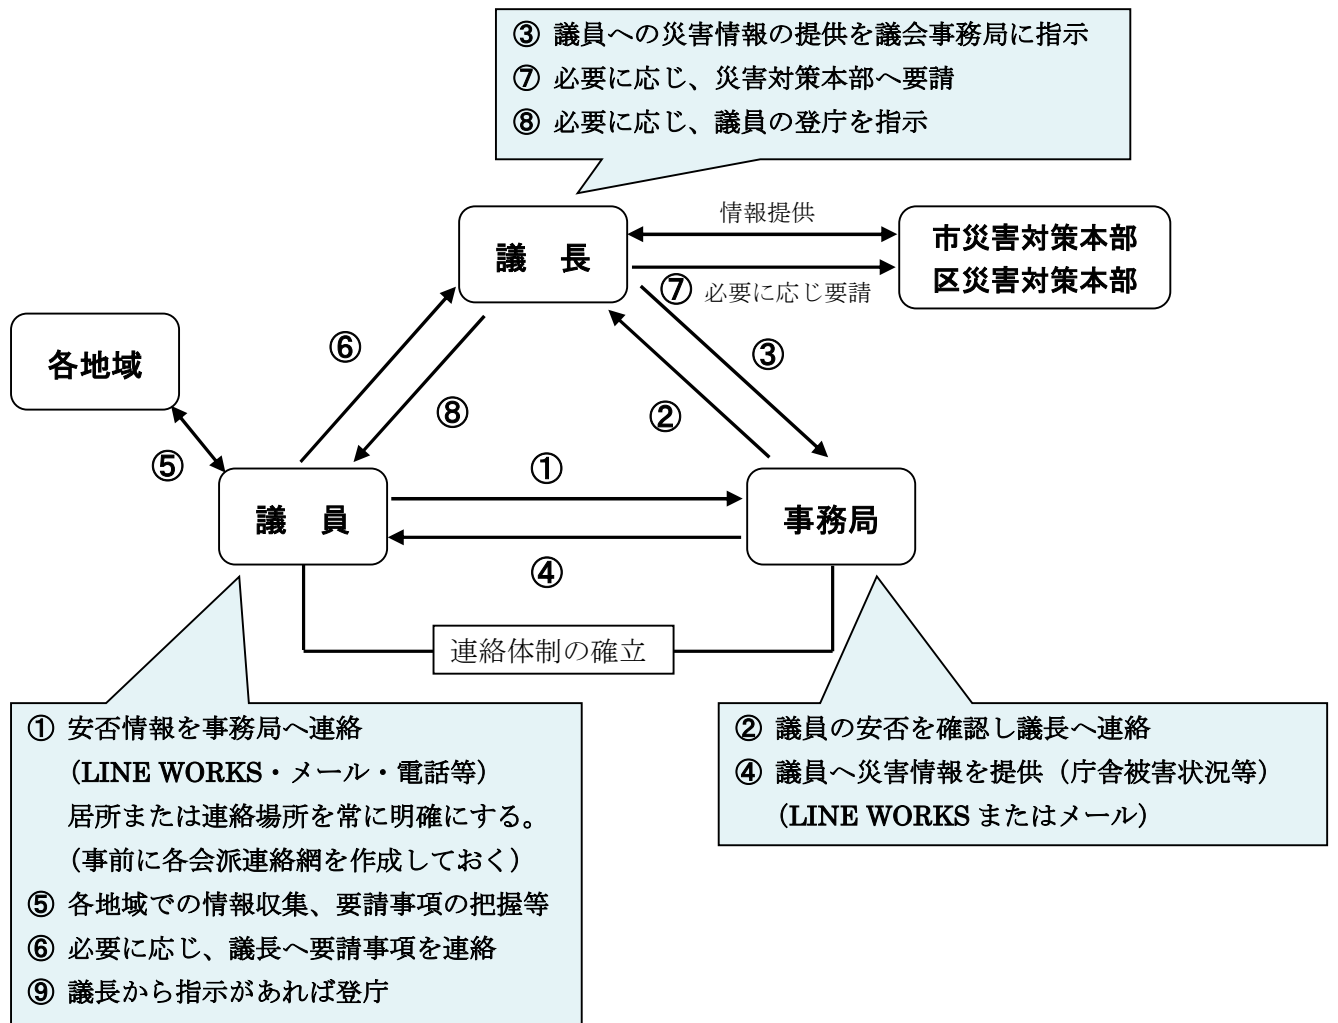 ③ 議員への災害情報の提供を議会事務局に指示
⑦ 必要に応じ、災害対策本部へ要請
⑧ 必要に応じ、議員の登庁を指示
情報提供
議　長
市災害対策本部
区災害対策本部
⑦ 必要に応じ要請
各地域
⑥
③
⑧
②
⑤
①
議　員
事務局
④
連絡体制の確立
① 安否情報を事務局へ連絡
（LINE WORKS・メール・電話等）
居所または連絡場所を常に明確にする。
（事前に各会派連絡網を作成しておく）
⑤ 各地域での情報収集、要請事項の把握等
⑥ 必要に応じ、議長へ要請事項を連絡
⑨ 議長から指示があれば登庁
② 議員の安否を確認し議長へ連絡
④ 議員へ災害情報を提供（庁舎被害状況等）
（LINE WORKS またはメール）